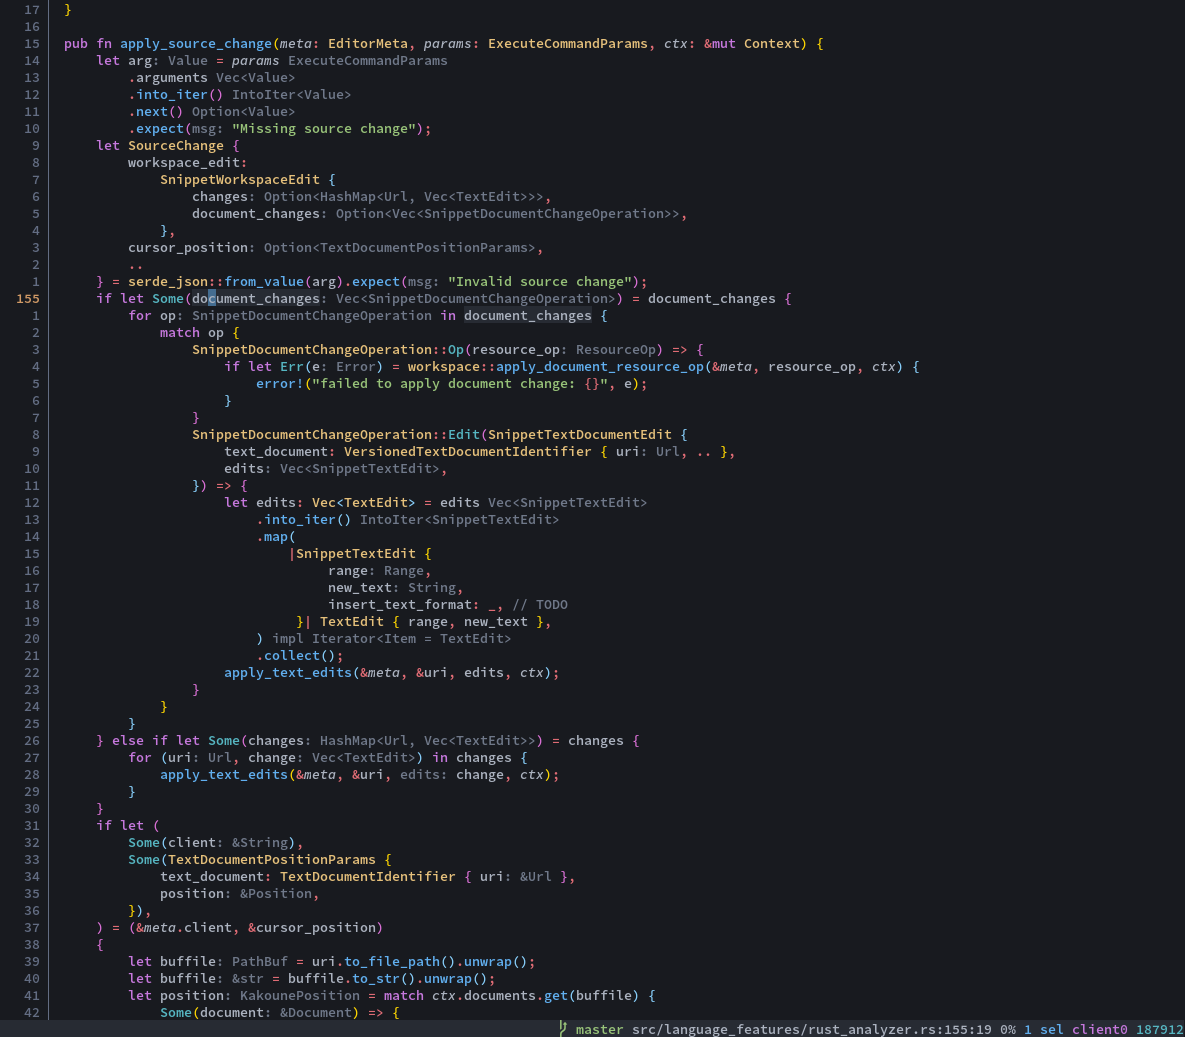 17 }
16
15 pub fn apply_source_change(meta: EditorMeta, params: ExecuteCommandParams, ctx: &mut Context) {
14     let arg: Value = params ExecuteCommandParams
13         .arguments Vec<Value>
12         .into_iter() IntoIter<Value>
11         .next() Option<Value>
10         .expect(msg: "Missing source change");
9     let SourceChange {
8         workspace_edit:
7             SnippetWorkspaceEdit {
6                 changes: Option<HashMap<Url, Vec<TextEdit>>>,
5                 document_changes: Option<Vec<SnippetDocumentChangeOperation>>,
4             },
3         cursor_position: Option<TextDocumentPositionParams>,
2         ..
1     } = serde_json::from_value(arg).expect(msg: "Invalid source change");
155     if let Some(document_changes: Vec<SnippetDocumentChangeOperation>) = document_changes {
1         for op: SnippetDocumentChangeOperation in document_changes {
2             match op {
3                 SnippetDocumentChangeOperation::Op(resource_op: ResourceOp) => {
4                     if let Err(e: Error) = workspace::apply_document_resource_op(&meta, resource_op, ctx) {
5                         error!("failed to apply document change: {}", e);
6                     }
7                 }
8                 SnippetDocumentChangeOperation::Edit(SnippetTextDocumentEdit {
9                     text_document: VersionedTextDocumentIdentifier { uri: Url, .. },
10                     edits: Vec<SnippetTextEdit>,
11                 }) => {
12                     let edits: Vec<TextEdit> = edits Vec<SnippetTextEdit>
13                         .into_iter() IntoIter<SnippetTextEdit>
14                         .map(
15                             |SnippetTextEdit {
16                                  range: Range,
17                                  new_text: String,
18                                  insert_text_format: _, // TODO
19                              }| TextEdit { range, new_text },
20                         ) impl Iterator<Item = TextEdit>
21                         .collect();
22                     apply_text_edits(&meta, &uri, edits, ctx);
23                 }
24             }
25         }
26     } else if let Some(changes: HashMap<Url, Vec<TextEdit>>) = changes {
27         for (uri: Url, change: Vec<TextEdit>) in changes {
28             apply_text_edits(&meta, &uri, edits: change, ctx);
29         }
30     }
31     if let (
32         Some(client: &String),
33         Some(TextDocumentPositionParams {
34             text_document: TextDocumentIdentifier { uri: &Url },
35             position: &Position,
36         }),
37     ) = (&meta.client, &cursor_position)
38     {
39         let buffile: PathBuf = uri.to_file_path().unwrap();
40         let buffile: &str = buffile.to_str().unwrap();
41         let position: KakounePosition = match ctx.documents.get(buffile) {
42             Some(document: &Document) => {
master src/language_features/rust_analyzer.rs:155:19 0% 1 sel client0 187912